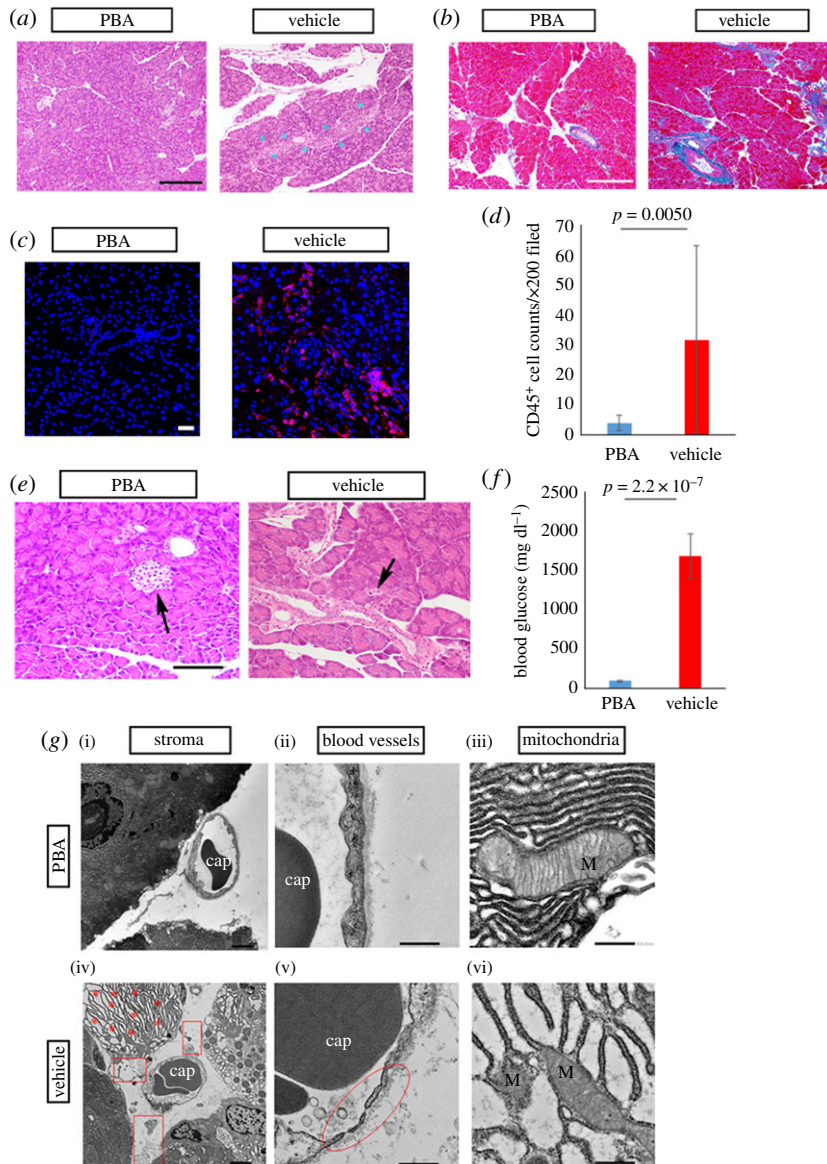 (a)
PBA
vehicle
(b)
PBA
vehicle
(c)
PBA
vehicle
(d)
p = 0.0050
CD45+ cell counts/×200 filed
70
60
50
40
30
20
10
0
PBA
vehicle
(e)
PBA
vehicle
(f)
p = 2.2 × 10⁻⁷
blood glucose (mg dl⁻¹)
2500
2000
1500
1000
500
0
PBA
vehicle
(g)
(i)
stroma
(ii)
blood vessels
(iii)
mitochondria
PBA
cap
cap
M
(iv)
(v)
(vi)
vehicle
cap
cap
M
M